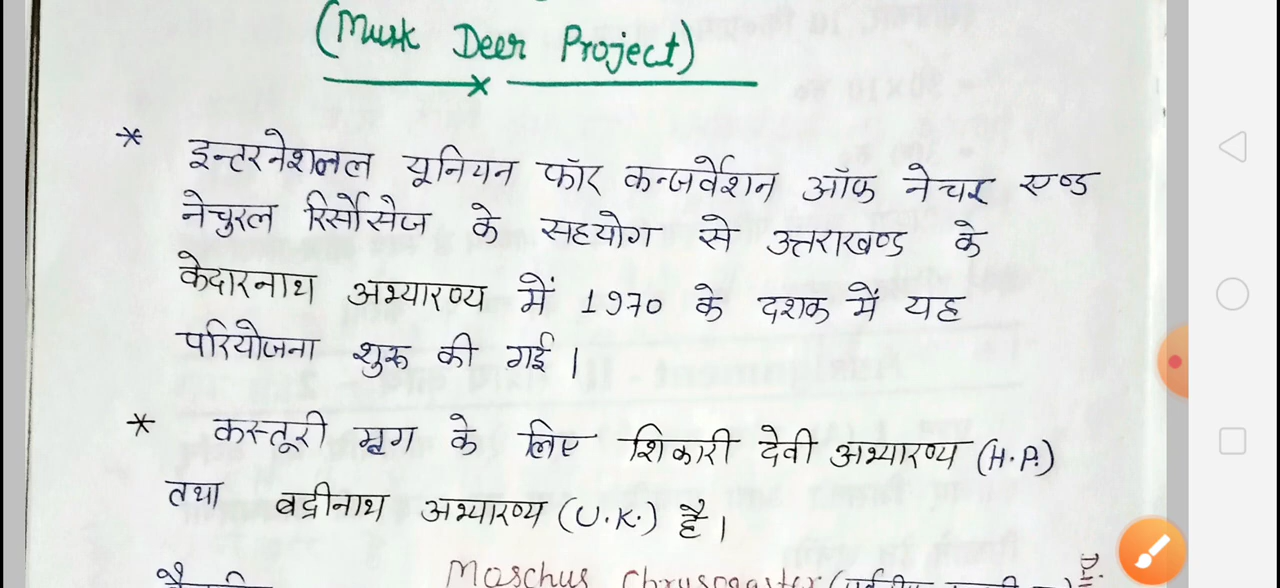 (Musk Deer Project)
* इन्टरनेशनल यूनियन फॉर कन्जर्वेशन ऑफ नेचर एण्ड
नेचुरल रिर्सोसेज के सहयोग से उत्तराखण्ड के
केदारनाथ अभ्यारण्य में 1970 के दशक में यह
परियोजना शुरू की गई।
* कस्तूरी मृग के लिए शिकारी देवी अभ्यारण्य (H.P.)
तथा बद्रीनाथ अभ्यारण्य (U.K.) है।
Moschus Chrysogaster